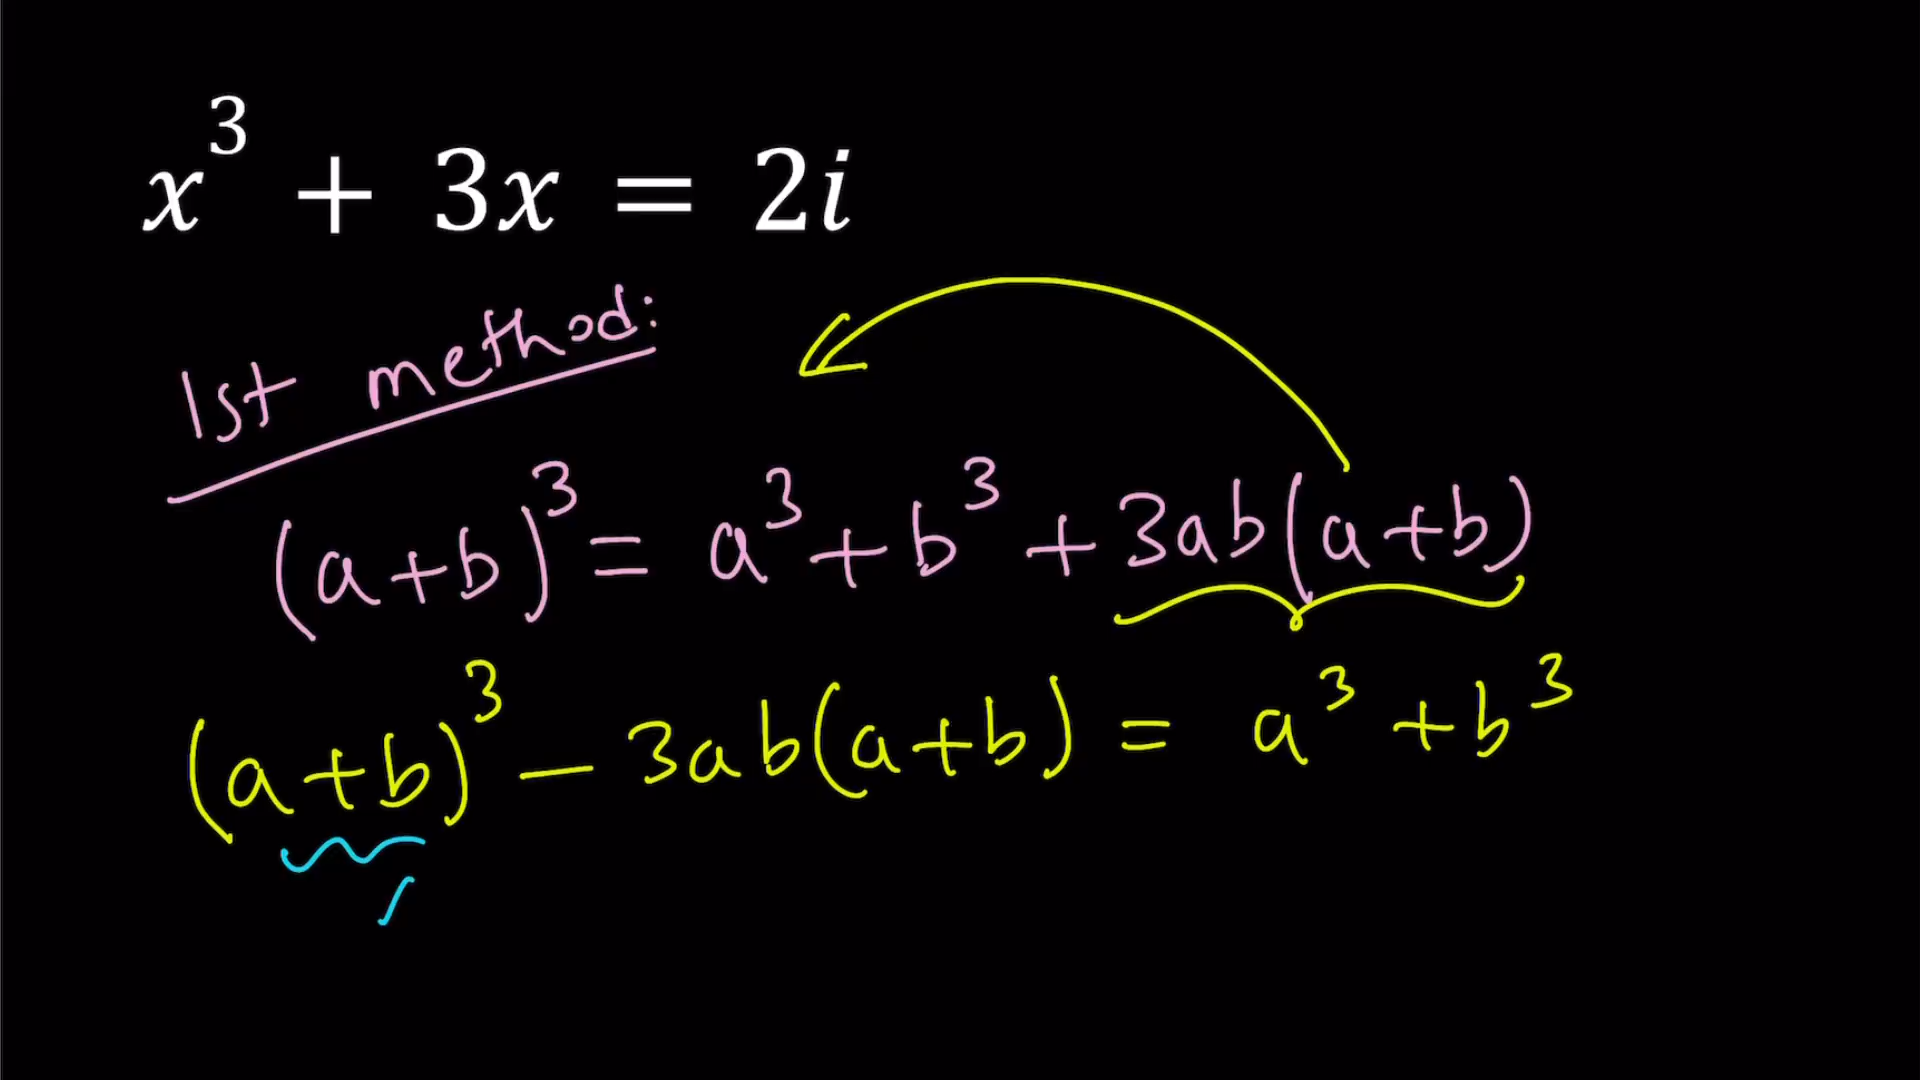 x³ + 3x = 2i
1st method:
(a+b)³ = a³ + b³ + 3ab(a+b)
(a+b)³ - 3ab(a+b) = a³ + b³